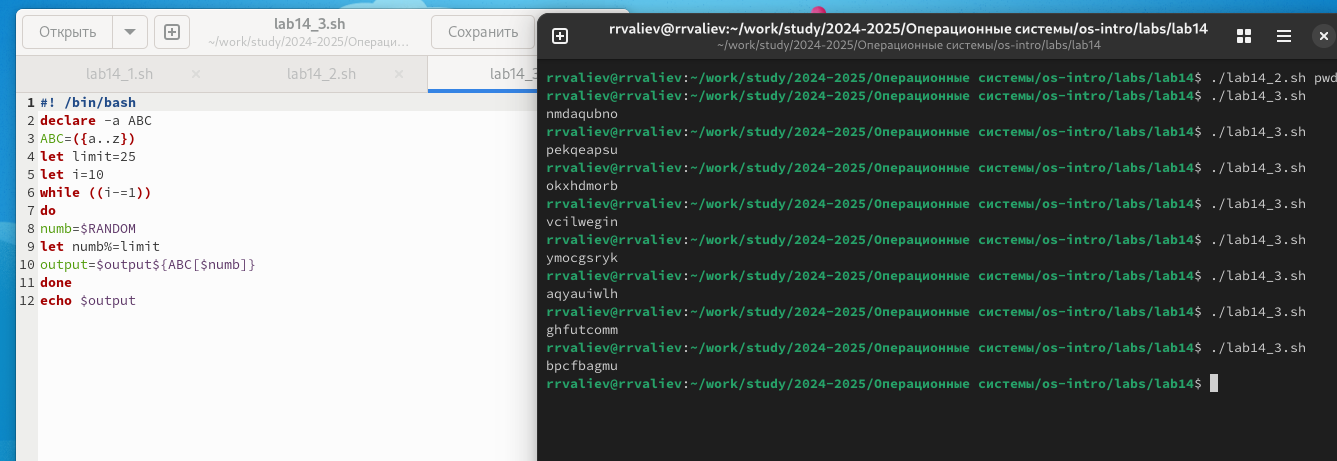 Открыть
lab14_3.sh
~/work/study/2024-2025/Операци...
Сохранить
lab14_1.sh
lab14_2.sh
lab14_3
1 #! /bin/bash
2 declare -a ABC
3 ABC=({a..z})
4 let limit=25
5 let i=10
6 while ((i-=1))
7 do
8 numb=$RANDOM
9 let numb%=limit
10 output=$output${ABC[$numb]}
11 done
12 echo $output
rrvaliev@rrvaliev:~/work/study/2024-2025/Операционные системы/os-intro/labs/lab14
~/work/study/2024-2025/Операционные системы/os-intro/labs/lab14
rrvaliev@rrvaliev:~/work/study/2024-2025/Операционные системы/os-intro/labs/lab14$ ./lab14_2.sh pwd
rrvaliev@rrvaliev:~/work/study/2024-2025/Операционные системы/os-intro/labs/lab14$ ./lab14_3.sh
nmdaqubno
rrvaliev@rrvaliev:~/work/study/2024-2025/Операционные системы/os-intro/labs/lab14$ ./lab14_3.sh
pekqeapsu
rrvaliev@rrvaliev:~/work/study/2024-2025/Операционные системы/os-intro/labs/lab14$ ./lab14_3.sh
okxhdmorb
rrvaliev@rrvaliev:~/work/study/2024-2025/Операционные системы/os-intro/labs/lab14$ ./lab14_3.sh
vcilwegin
rrvaliev@rrvaliev:~/work/study/2024-2025/Операционные системы/os-intro/labs/lab14$ ./lab14_3.sh
ymocgsryk
rrvaliev@rrvaliev:~/work/study/2024-2025/Операционные системы/os-intro/labs/lab14$ ./lab14_3.sh
aqyauiwlh
rrvaliev@rrvaliev:~/work/study/2024-2025/Операционные системы/os-intro/labs/lab14$ ./lab14_3.sh
ghfutcomm
rrvaliev@rrvaliev:~/work/study/2024-2025/Операционные системы/os-intro/labs/lab14$ ./lab14_3.sh
bpcfbagmu
rrvaliev@rrvaliev:~/work/study/2024-2025/Операционные системы/os-intro/labs/lab14$